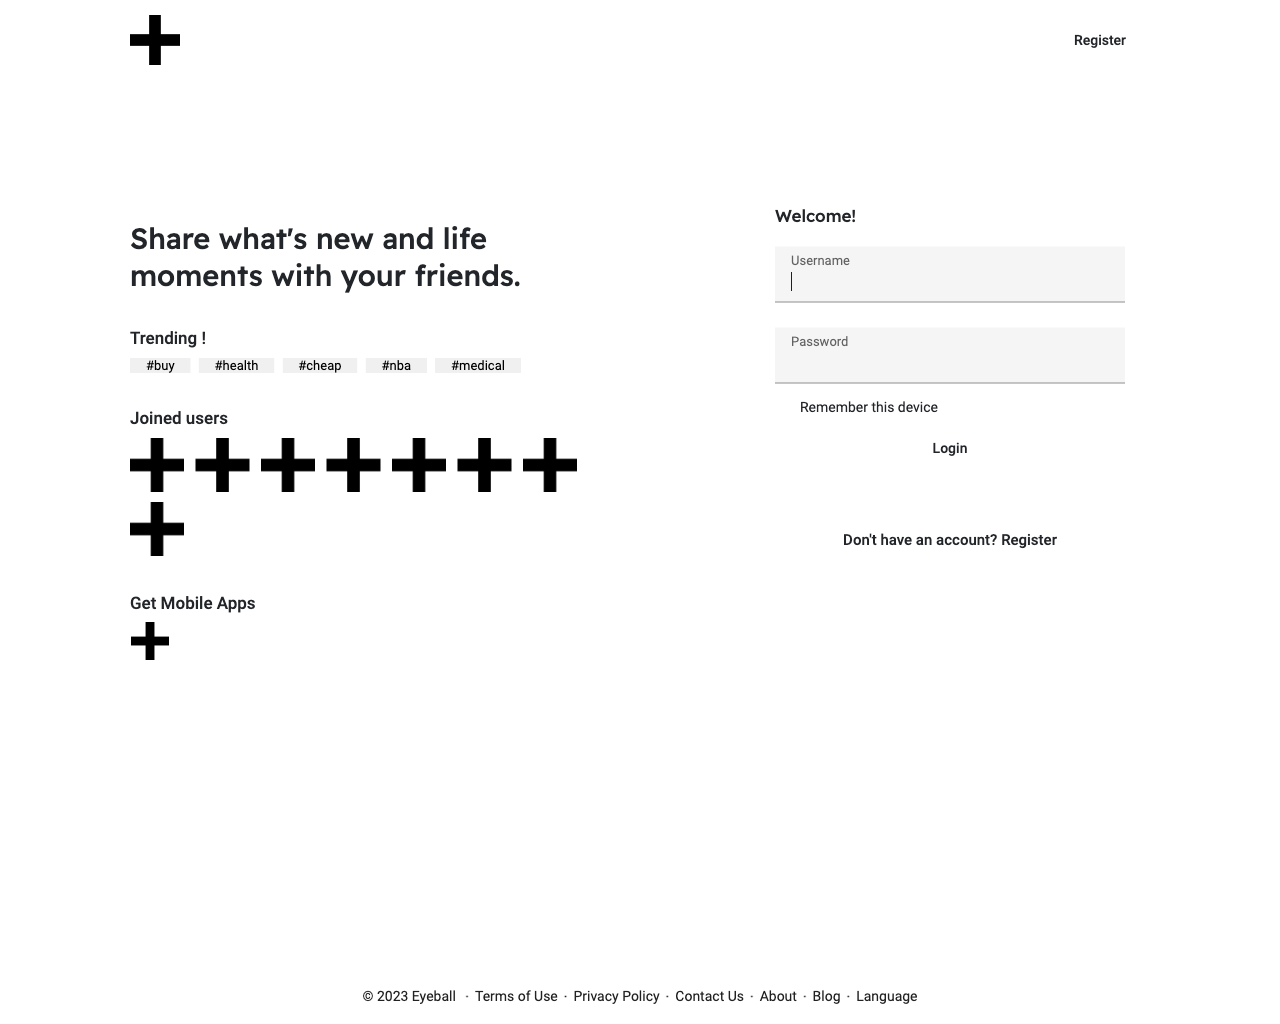 Register
Share what's new and life
moments with your friends.
Trending !
#buy #health #cheap #nba #medical
Joined users
Get Mobile Apps
Welcome!
Username
Password
Remember this device
Login
Don't have an account? Register
© 2023 Eyeball · Terms of Use · Privacy Policy · Contact Us · About · Blog · Language